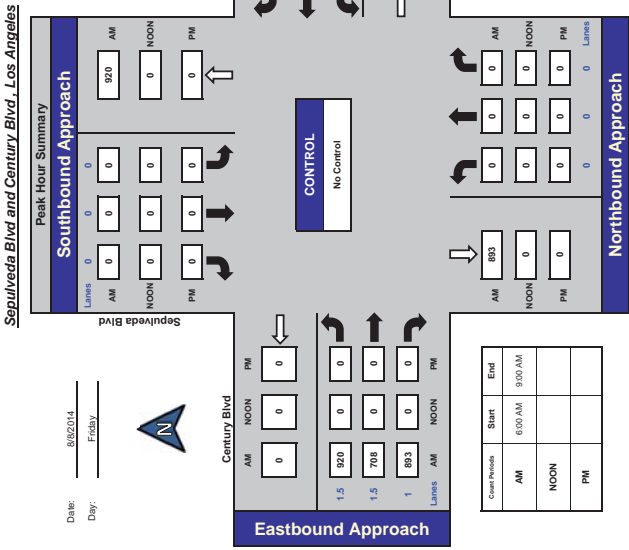 Sepulveda Blvd and Century Blvd , Los Angeles
Peak Hour Summary
Southbound Approach
AM 920
NOON 0
PM 0
Lanes 0 0 0
AM 0 0 0
NOON 0 0 0
PM 0 0 0
Sepulveda Blvd
CONTROL
No Control
Date: 8/8/2014
Day: Friday
N
Century Blvd
AM NOON PM
0 0 0
1.5 920 0 0
1.5 708 0 0
1 893 0 0
Lanes AM NOON PM
Eastbound Approach
AM 0 0 0
NOON 0 0 0
PM 0 0 0
Lanes 0 0 0
AM 893
NOON 0
PM 0
Northbound Approach
Count Periods Start End
AM 6:00 AM 9:00 AM
NOON
PM